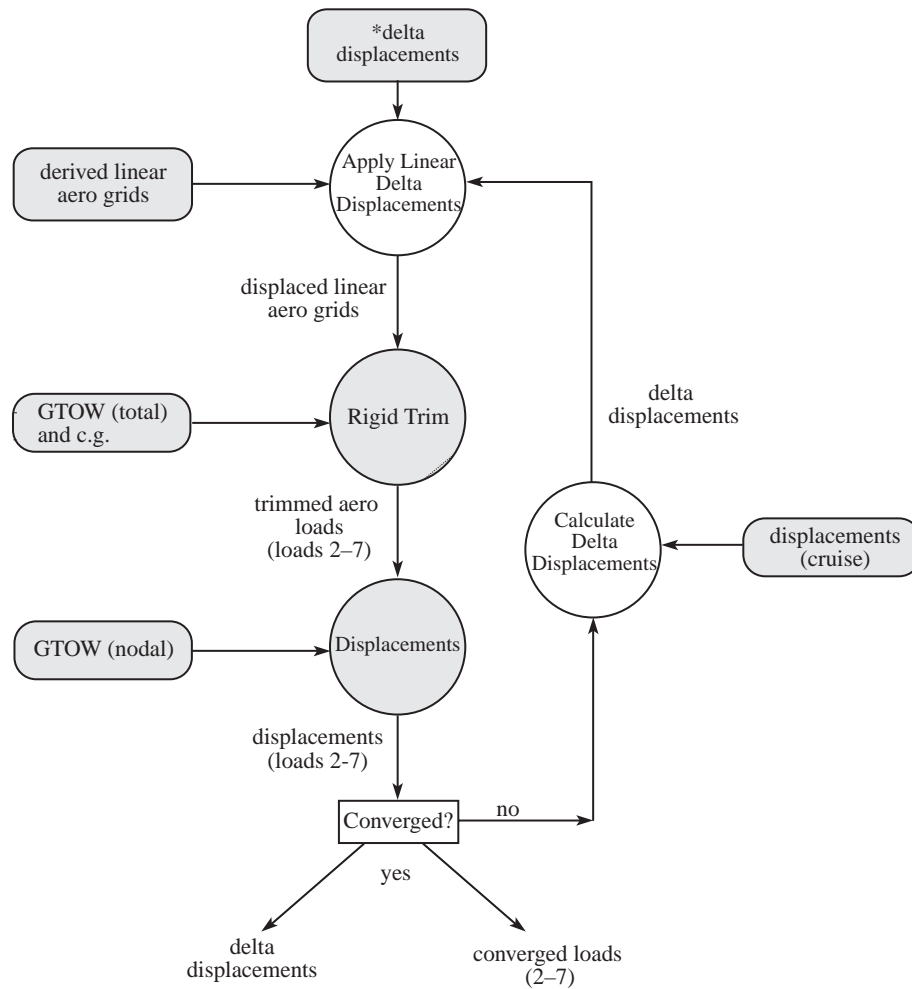 *delta
displacements
derived linear
aero grids
Apply Linear
Delta
Displacements
displaced linear
aero grids
GTOW (total)
and c.g.
Rigid Trim
delta
displacements
trimmed aero
loads
(loads 2–7)
Calculate
Delta
Displacements
displacements
(cruise)
GTOW (nodal)
Displacements
displacements
(loads 2-7)
Converged?
no
yes
delta
displacements
converged loads
(2–7)